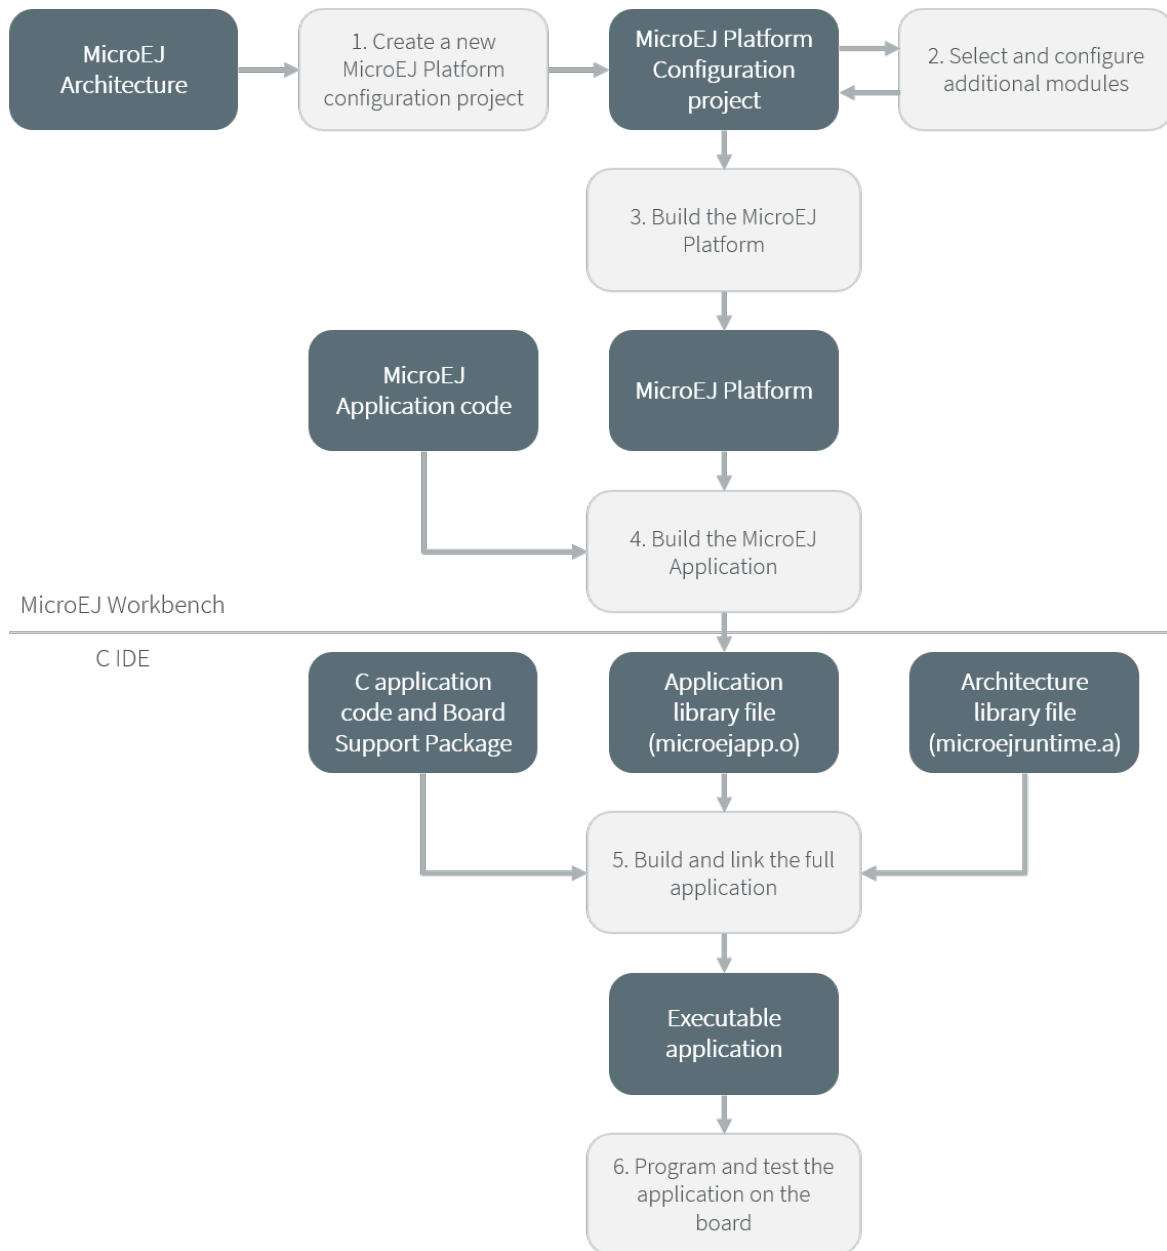 MicroEJ
Architecture
1. Create a new
MicroEJ Platform
configuration project
MicroEJ Platform
Configuration
project
2. Select and configure
additional modules
3. Build the MicroEJ
Platform
MicroEJ
Application code
MicroEJ Platform
4. Build the MicroEJ
Application
MicroEJ Workbench
C IDE
C application
code and Board
Support Package
Application
library file
(microejapp.o)
Architecture
library file
(microejruntime.a)
5. Build and link the full
application
Executable
application
6. Program and test the
application on the
board